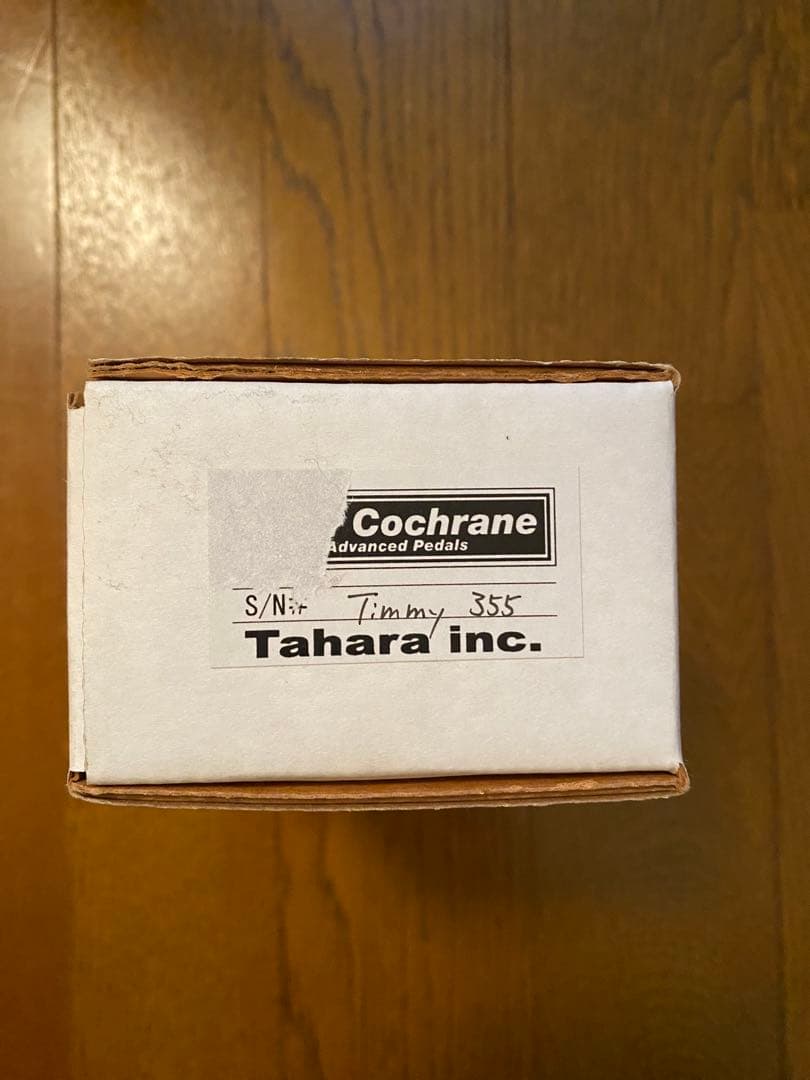 Cochrane
Advanced Pedals
S/N: Timmy 355
Tahara inc.